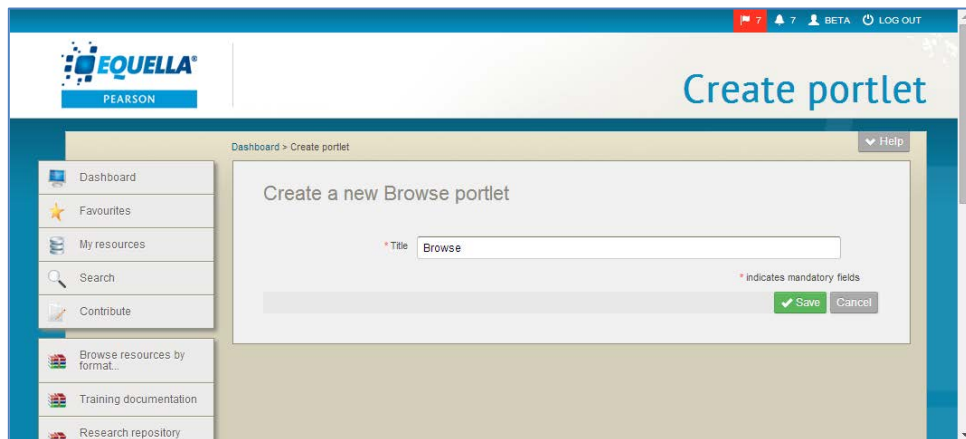 7 7 BETA LOG OUT
EQUELLA®
PEARSON
Create portlet
Dashboard > Create portlet
Help
Dashboard
Favourites
My resources
Search
Contribute
Browse resources by
format...
Training documentation
Research repository
Create a new Browse portlet
* Title Browse
* indicates mandatory fields
Save Cancel